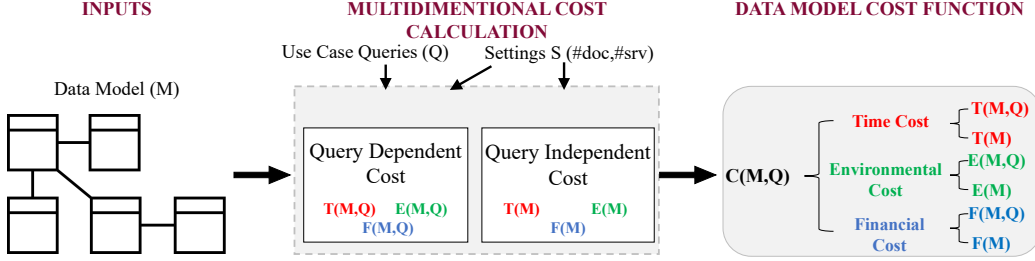 INPUTS
MULTIDIMENTIONAL COST
CALCULATION
DATA MODEL COST FUNCTION
Use Case Queries (Q)
Settings S (#doc,#srv)
Data Model (M)
Query Dependent
Cost
T(M,Q)
E(M,Q)
F(M,Q)
Query Independent
Cost
T(M)
E(M)
F(M)
C(M,Q)
Time Cost
T(M,Q)
T(M)
Environmental
Cost
E(M,Q)
E(M)
Financial
Cost
F(M,Q)
F(M)